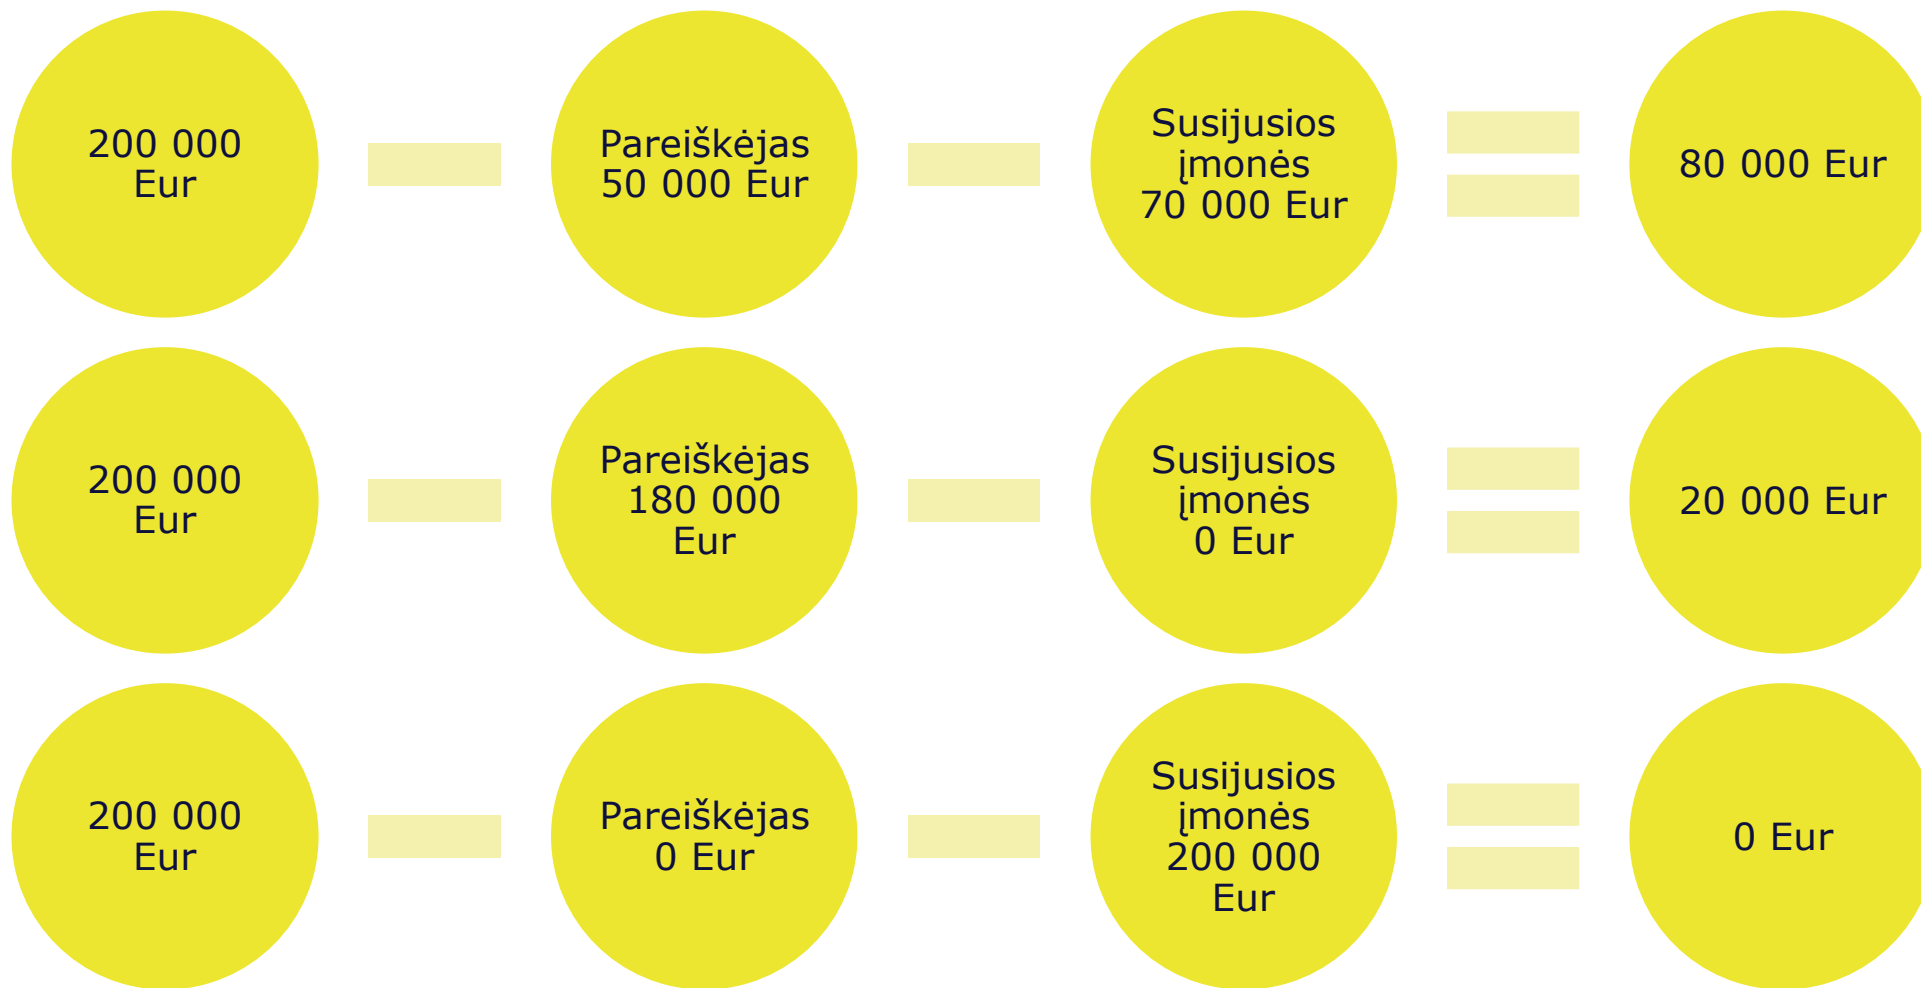 200 000
Eur
Pareiškėjas
50 000 Eur
Susijusios
įmonės
70 000 Eur
80 000 Eur
200 000
Eur
Pareiškėjas
180 000
Eur
Susijusios
įmonės
0 Eur
20 000 Eur
200 000
Eur
Pareiškėjas
0 Eur
Susijusios
įmonės
200 000
Eur
0 Eur